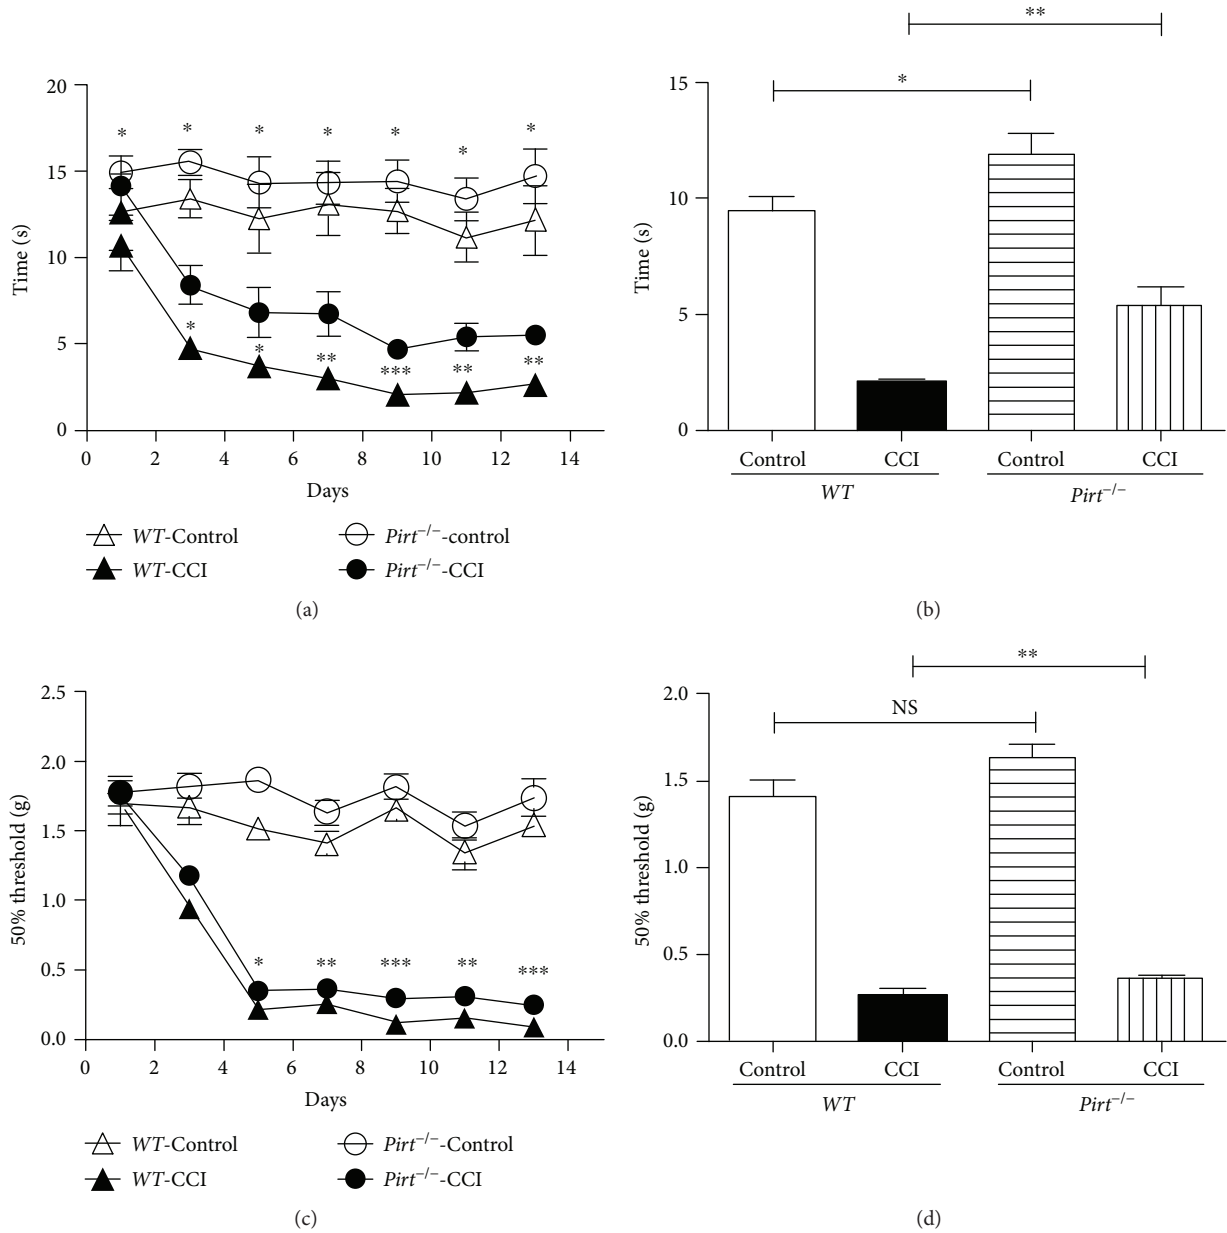 20
15
10
5
0
Time (s)
* * * * * * *
* * ** *** ** **
0 2 4 6 8 10 12 14
Days
WT-Control
Pirt−/−-control
WT-CCI
Pirt−/−-CCI
(a)
**
*
15
10
5
0
Time (s)
Control CCI Control CCI
WT Pirt−/−
(b)
2.5
2.0
1.5
1.0
0.5
0.0
50% threshold (g)
* ** *** ** ***
0 2 4 6 8 10 12 14
Days
WT-Control
Pirt−/−-Control
WT-CCI
Pirt−/−-CCI
(c)
**
NS
2.0
1.5
1.0
0.5
0.0
50% threshold (g)
Control CCI Control CCI
WT Pirt−/−
(d)